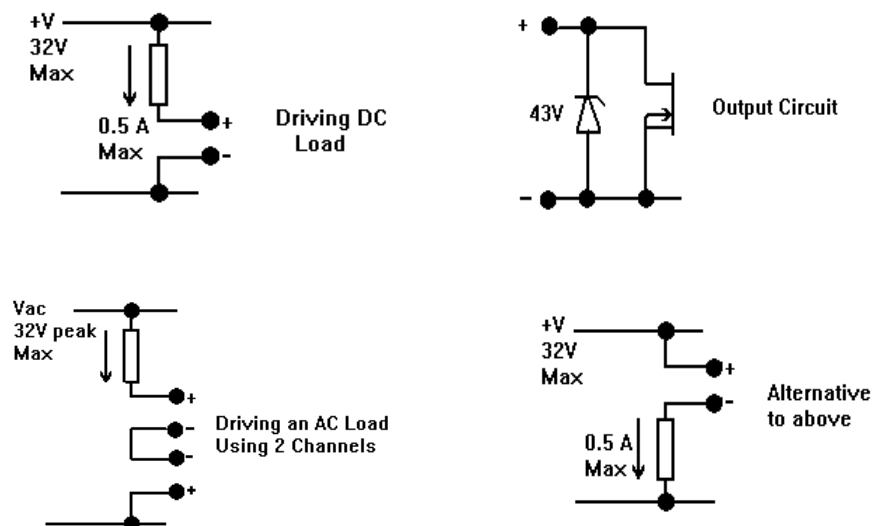 +V
32V
Max
0.5 A
Max
+
-
Driving DC
Load
+
43V
-
Output Circuit
Vac
32V peak
Max
+
-
-
+
Driving an AC Load
Using 2 Channels
+V
32V
Max
+
-
0.5 A
Max
Alternative
to above